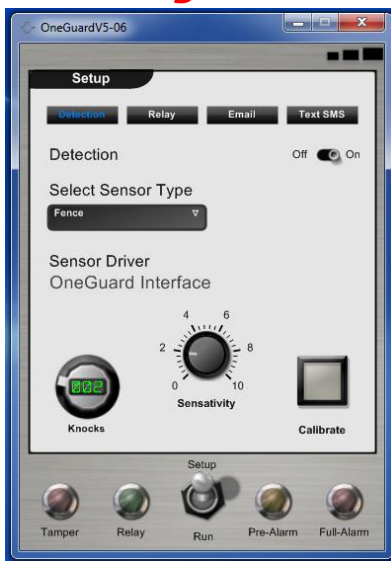 OneGuardV5-06
Setup
Detection Relay Email Text SMS
Detection Off On
Select Sensor Type
Fence
Sensor Driver
OneGuard Interface
4 6
2 8
0 10
002
Sensativity
Knocks Calibrate
Setup
Tamper Relay Run Pre-Alarm Full-Alarm